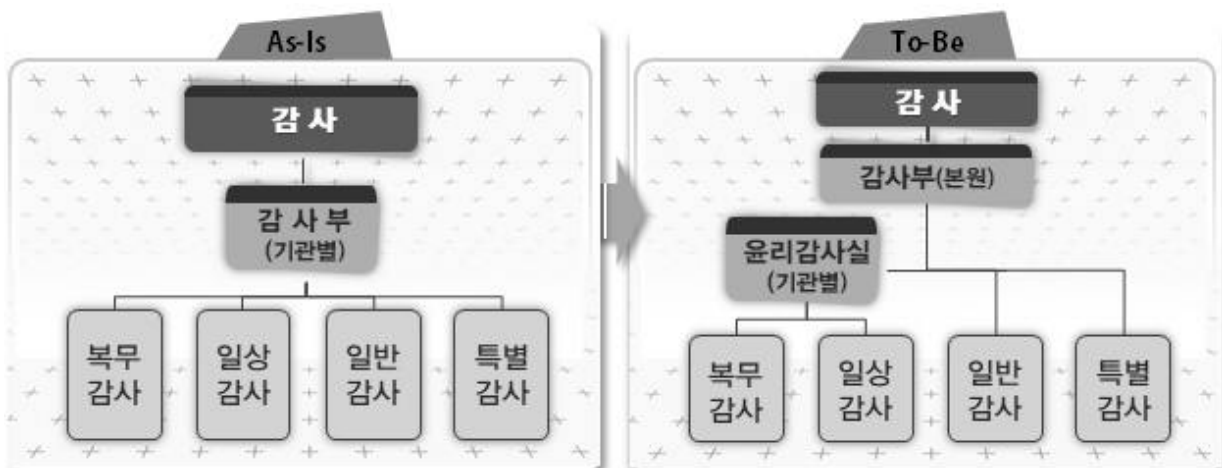 As-Is
감 사
감 사 부
(기관별)
복무
감사
일상
감사
일반
감사
특별
감사
To-Be
감 사
감사부(본원)
윤리감사실
(기관별)
복무
감사
일상
감사
일반
감사
특별
감사